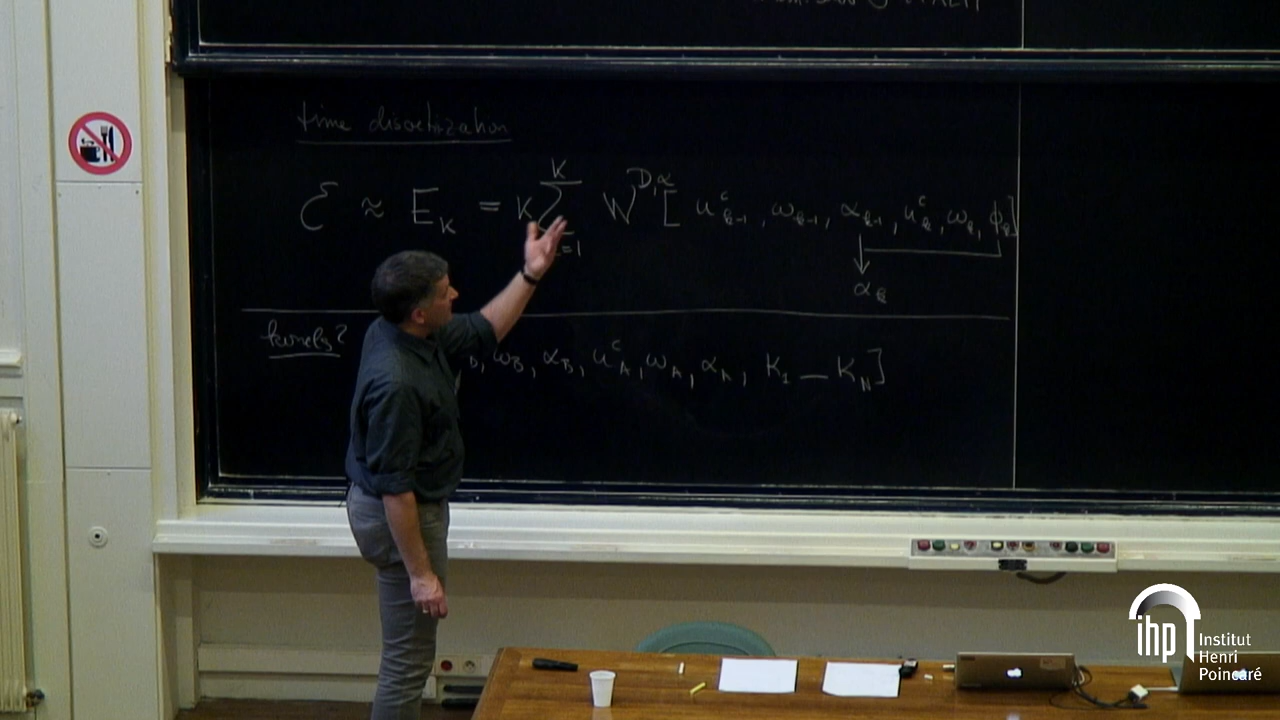 time discretization
K
ℰ ≈ E_K = K ∑ W^{D,α} [ u^c_{k-1}, ω_{k-1}, α_{k-1}, u^c_k, ω_k, ϕ_k ]
=1
α_k
kernels?
B, ω_B, α_B, u^c_A, ω_A, α_A, K_1 — K_N ]
ihp
Institut
Henri
Poincaré